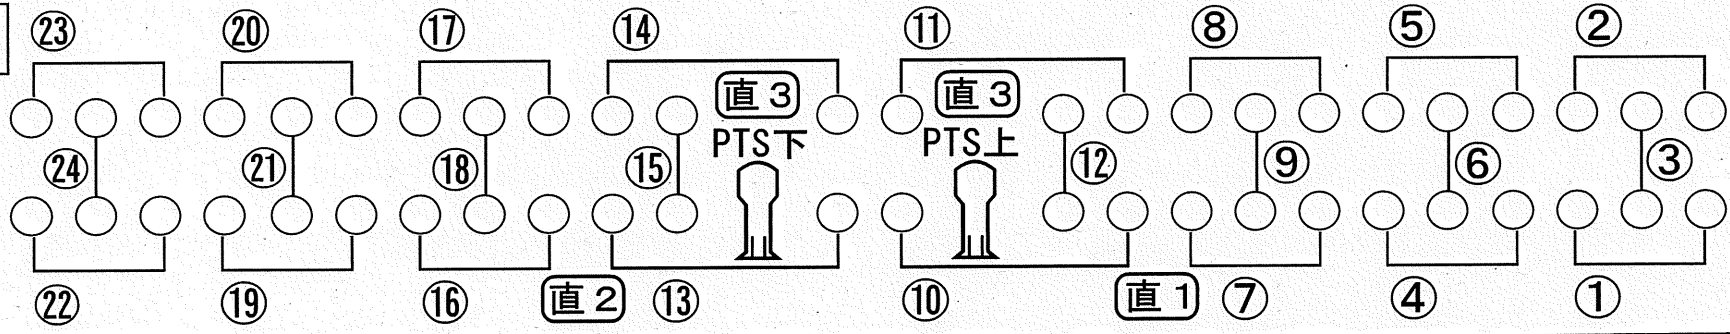 ㉓ ⑳ ⑰ ⑭ ⑪ ⑧ ⑤ ②
直3 直3
PTS下 PTS上
㉔ ㉑ ⑱ ⑮ ⑫ ⑨ ⑥ ③
㉒ ⑲ ⑯ 直2 ⑬ ⑩ 直1 ⑦ ④ ①